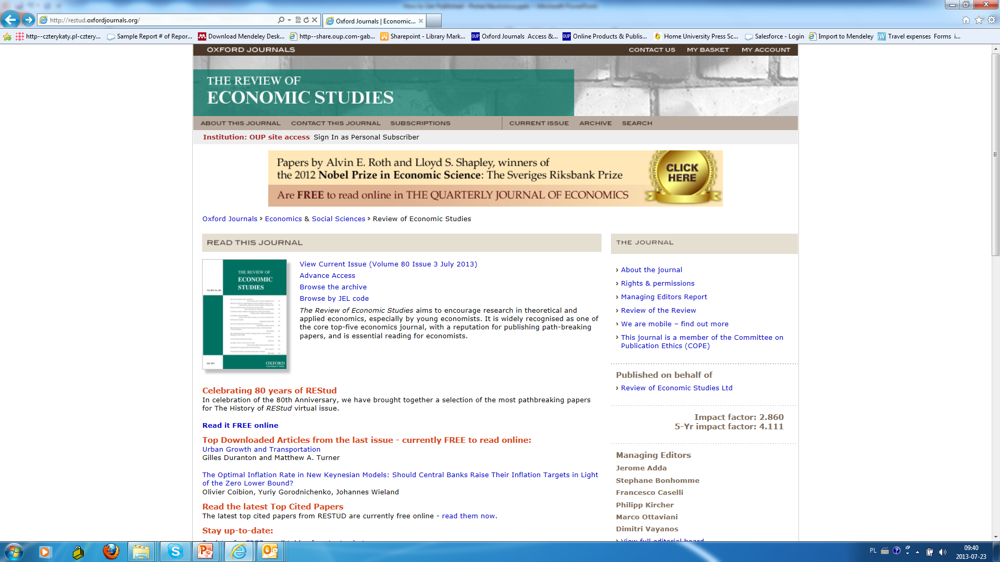 http://restud.oxfordjournals.org/
Oxford Journals | Economic...
http--czterykaty.pl-cztery...
Sample Report # of Repor...
Download Mendeley Desk...
http--share.oup.com-gab...
Sharepoint - Library Mark...
Oxford Journals Access &...
Online Products & Publis...
Home University Press Sc...
Salesforce - Login
Import to Mendeley
Travel expenses Forms i...
OXFORD JOURNALS
CONTACT US MY BASKET MY ACCOUNT
THE REVIEW OF
ECONOMIC STUDIES
ABOUT THIS JOURNAL CONTACT THIS JOURNAL SUBSCRIPTIONS CURRENT ISSUE ARCHIVE SEARCH
Institution: OUP site access Sign In as Personal Subscriber
Papers by Alvin E. Roth and Lloyd S. Shapley, winners of
the 2012 Nobel Prize in Economic Science: The Sveriges Riksbank Prize
Are FREE to read online in THE QUARTERLY JOURNAL OF ECONOMICS
CLICK
HERE
Oxford Journals > Economics & Social Sciences > Review of Economic Studies
READ THIS JOURNAL
THE REVIEW OF
ECONOMIC
STUDIES
OXFORD
View Current Issue (Volume 80 Issue 3 July 2013)
Advance Access
Browse the archive
Browse by JEL code
The Review of Economic Studies aims to encourage research in theoretical and
applied economics, especially by young economists. It is widely recognised as one of
the core top-five economics journal, with a reputation for publishing path-breaking
papers, and is essential reading for economists.
Celebrating 80 years of REStud
In celebration of the 80th Anniversary, we have brought together a selection of the most pathbreaking papers
for The History of REStud virtual issue.
Read it FREE online
Top Downloaded Articles from the last issue - currently FREE to read online:
Urban Growth and Transportation
Gilles Duranton and Matthew A. Turner
The Optimal Inflation Rate in New Keynesian Models: Should Central Banks Raise Their Inflation Targets in Light
of the Zero Lower Bound?
Olivier Coibion, Yuriy Gorodnichenko, Johannes Wieland
Read the latest Top Cited Papers
The latest top cited papers from RESTUD are currently free online - read them now.
Stay up-to-date:
THE JOURNAL
› About the journal
› Rights & permissions
› Managing Editors Report
› Review of the Review
› We are mobile – find out more
› This journal is a member of the Committee on
Publication Ethics (COPE)
Published on behalf of
› Review of Economic Studies Ltd
Impact factor: 2.860
5-Yr impact factor: 4.111
Managing Editors
Jerome Adda
Stephane Bonhomme
Francesco Caselli
Philipp Kircher
Marco Ottaviani
Dimitri Vayanos
› View full editorial board
PL
09:40
2013-07-23